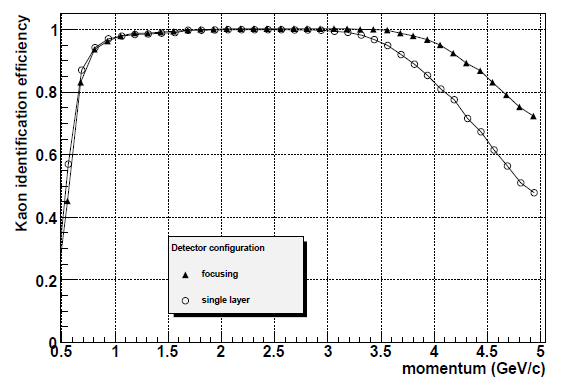 Kaon identification efficiency
1
0.8
0.6
0.4
0.2
0
0.5 1 1.5 2 2.5 3 3.5 4 4.5 5
momentum (GeV/c)
Detector configuration
focusing
single layer